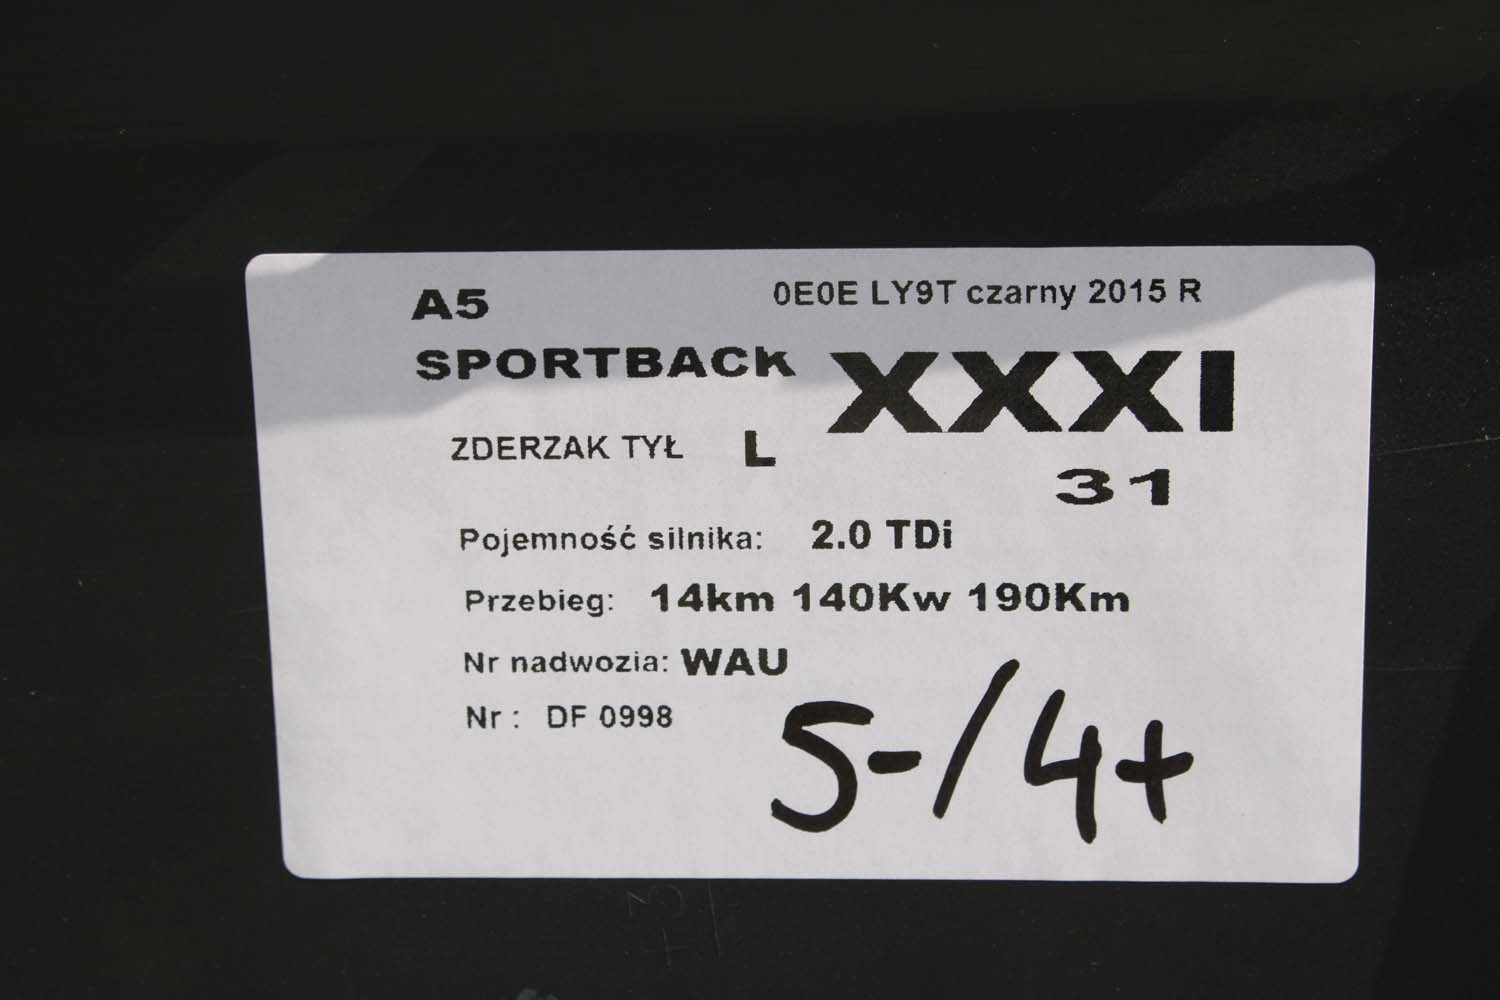 A5 0E0E LY9T czarny 2015 R
SPORTBACK XXXI
ZDERZAK TYŁ L
31
Pojemność silnika: 2.0 TDi
Przebieg: 14km 140Kw 190Km
Nr nadwozia: WAU
Nr : DF 0998
5-/4+